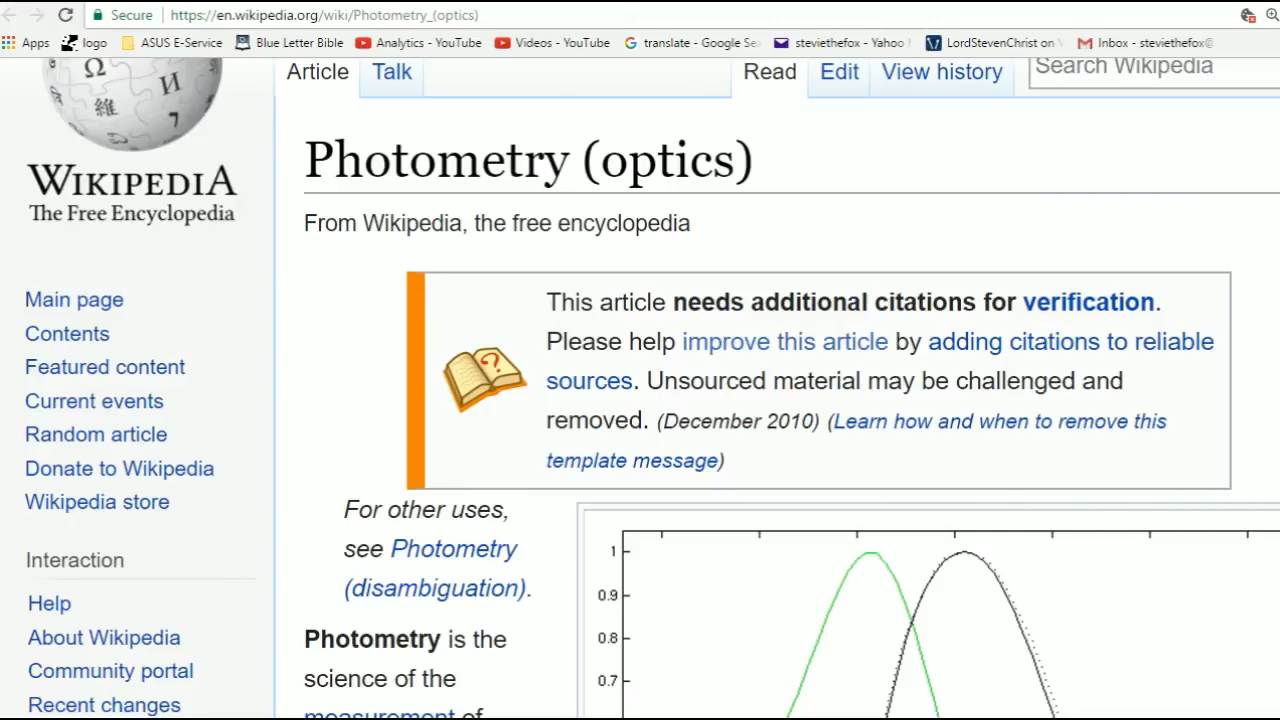 Secure https://en.wikipedia.org/wiki/Photometry_(optics)
Apps logo ASUS E-Service Blue Letter Bible Analytics - YouTube Videos - YouTube translate - Google Se steviethefox - Yahoo LordStevenChrist on Inbox - steviethefox@
Article Talk Read Edit View history Search Wikipedia
Ω И 維 7
WIKIPEDIA
The Free Encyclopedia
Photometry (optics)
From Wikipedia, the free encyclopedia
This article needs additional citations for verification.
Please help improve this article by adding citations to reliable
sources. Unsourced material may be challenged and
removed. (December 2010) (Learn how and when to remove this
template message)
Main page
Contents
Featured content
Current events
Random article
Donate to Wikipedia
Wikipedia store
Interaction
Help
About Wikipedia
Community portal
Recent changes
For other uses,
see Photometry
(disambiguation).
Photometry is the
science of the
measurement of
1
0.9
0.8
0.7